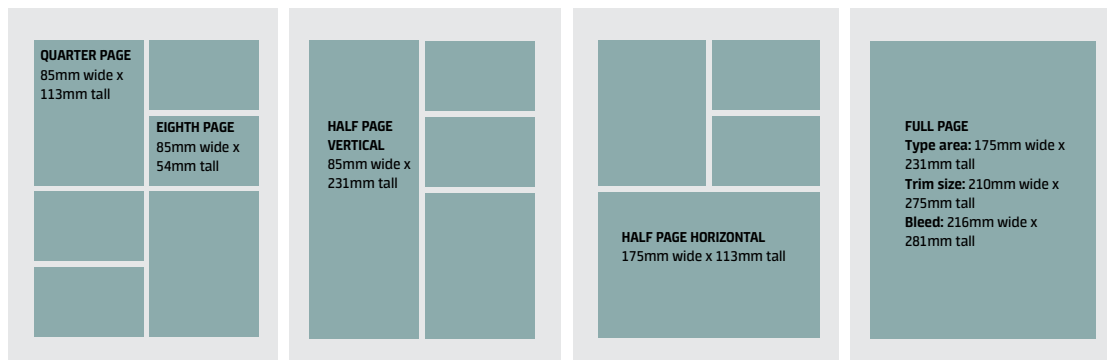 QUARTER PAGE
85mm wide x
113mm tall
EIGHTH PAGE
85mm wide x
54mm tall
HALF PAGE
VERTICAL
85mm wide x
231mm tall
HALF PAGE HORIZONTAL
175mm wide x 113mm tall
FULL PAGE
Type area: 175mm wide x
231mm tall
Trim size: 210mm wide x
275mm tall
Bleed: 216mm wide x
281mm tall